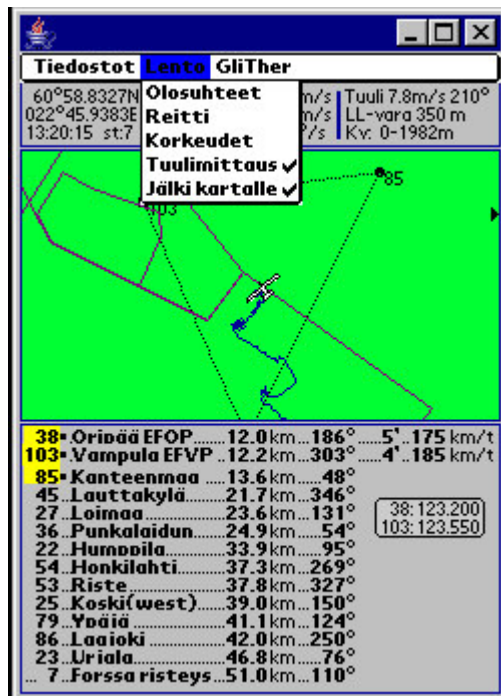 Tiedostot Lento GliTher
60°58.8327N m/s Tuuli 7.8m/s 210°
022°45.9383E m/s LL-vara 350 m
13:20:15 st:7 °/s Kv: 0-1982m
Olosuhteet
Reitti
Korkeudet
Tuulimittaus ✓
Jälki kartalle ✓
85
103
38 Oripää EFOP......12.0km...186° .....5'..175 km/t
103 Vampula EFVP..12.2km...303° .....4'..185 km/t
85 Kanteenmaa ....13.6km....48°
45..Lauttakylä........21.7km...346°
27..Loimaa............23.6km...131°
36..Punkalaidun....24.9km....54°
22..Humppila..........33.9km....95°
54..Honkilahti........37.3km...269°
53..Riste...............37.8km...327°
25..Koski(west)......39.0km...150°
79..Ypäjä..............41.1km...124°
86..Laajoki............42.0km...250°
23..Urjala..............46.8km....76°
... 7..Forssa risteys..51.0km...110°
38:123.200
103:123.550